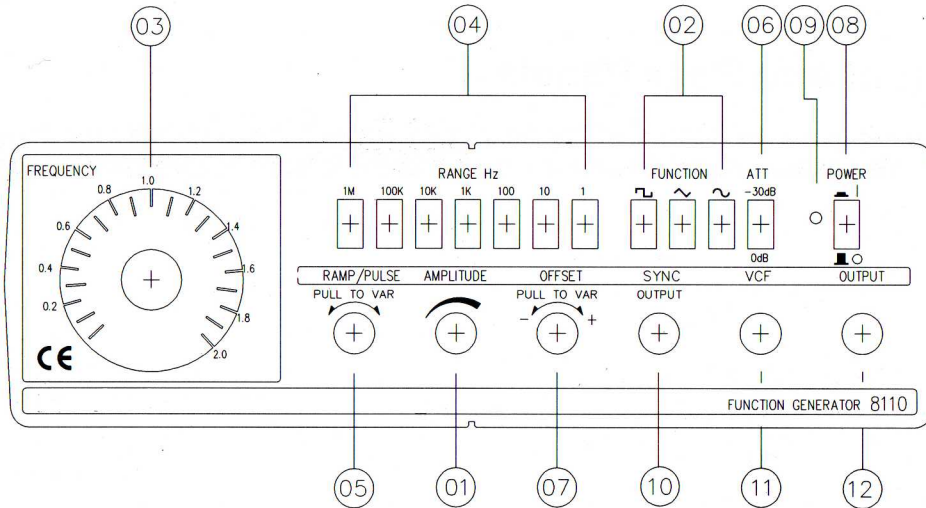 03 04 02 06 09 08
FREQUENCY
0.2 0.4 0.6 0.8 1.0 1.2 1.4 1.6 1.8 2.0
CE
RANGE Hz
1M 100K 10K 1K 100 10 1
FUNCTION
ATT
-30dB
0dB
POWER
RAMP/PULSE AMPLITUDE OFFSET SYNC VCF OUTPUT
PULL TO VAR
PULL TO VAR
- +
OUTPUT
FUNCTION GENERATOR 8110
05 01 07 10 11 12